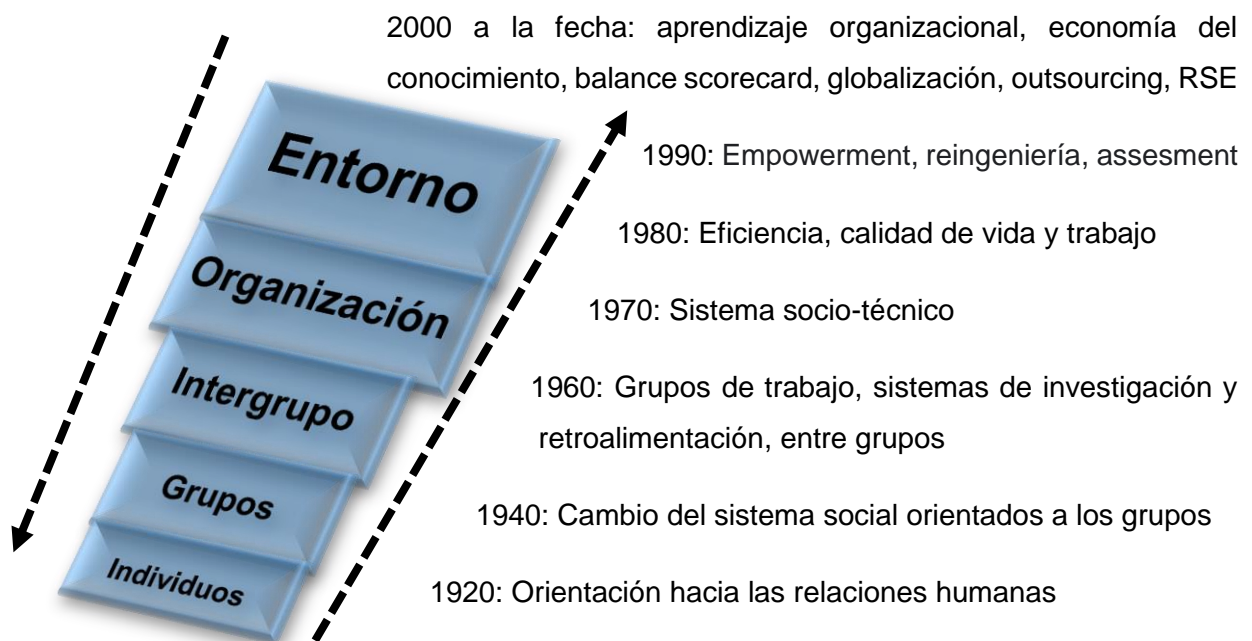 2000 a la fecha: aprendizaje organizacional, economía del
conocimiento, balance scorecard, globalización, outsourcing, RSE
Entorno
1990: Empowerment, reingeniería, assesment
1980: Eficiencia, calidad de vida y trabajo
Organización
1970: Sistema socio-técnico
Intergrupo
1960: Grupos de trabajo, sistemas de investigación y
retroalimentación, entre grupos
Grupos
1940: Cambio del sistema social orientados a los grupos
Individuos
1920: Orientación hacia las relaciones humanas